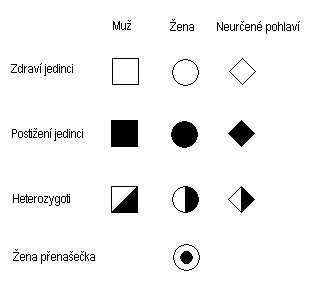 Muž Žena Neurčené pohlaví
Zdraví jedinci
Postižení jedinci
Heterozygoti
Žena přenašečka